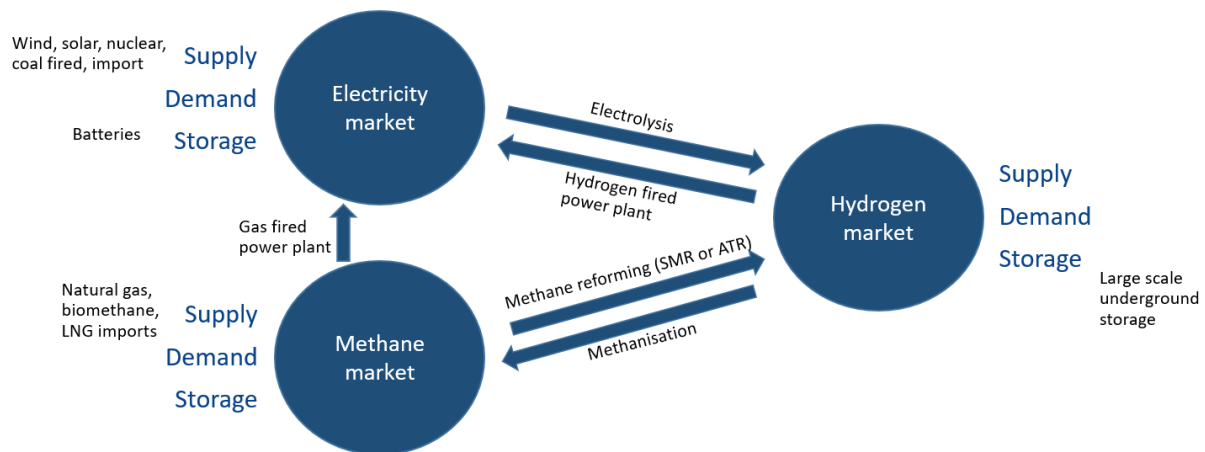 Wind, solar, nuclear,
coal fired, import
Supply
Demand
Batteries
Storage
Electricity
market
Electrolysis
Hydrogen fired
power plant
Hydrogen
market
Supply
Demand
Storage
Large scale
underground
storage
Gas fired
power plant
Methane reforming (SMR or ATR)
Methanisation
Natural gas,
biomethane,
LNG imports
Supply
Demand
Storage
Methane
market